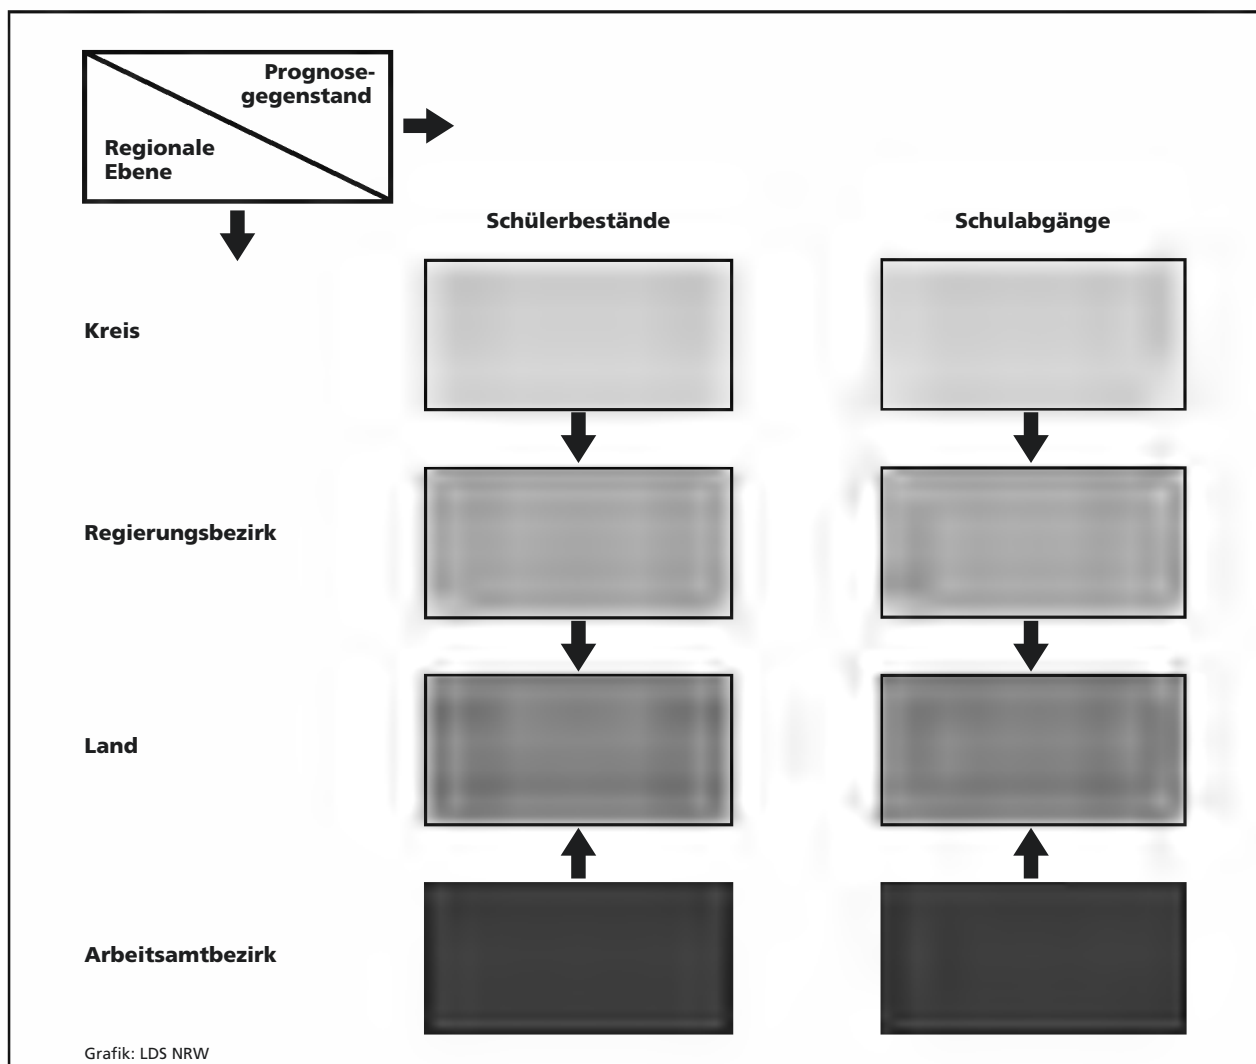 Prognose-
gegenstand
Regionale
Ebene
Schülerbestände Schulabgänge
Kreis
Regierungsbezirk
Land
Arbeitsamtbezirk
Grafik: LDS NRW